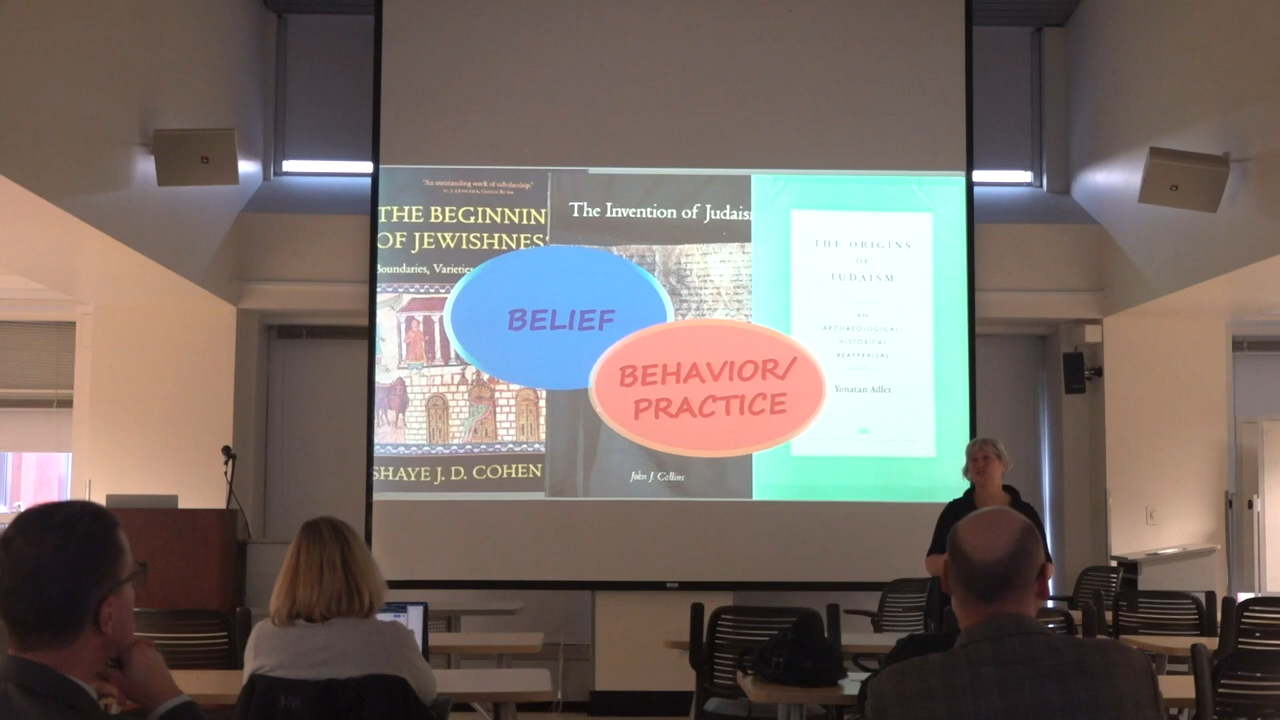 "An outstanding work of scholarship."
THE BEGINNIN
OF JEWISHNES
Boundaries, Varietie
SHAYE J. D. COHEN
The Invention of Judais
John J. Collins
BELIEF
BEHAVIOR/
PRACTICE
THE ORIGINS
OF
JUDAISM
AN
ARCHAEOLOGICAL
HISTORICAL
REAPPRAISAL
Yonatan Adler